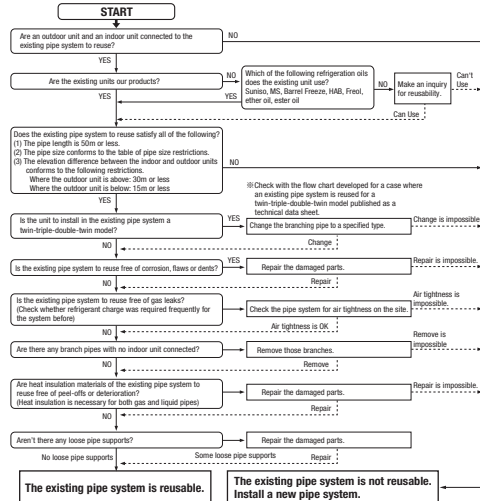 START
Are an outdoor unit and an indoor unit connected to the
existing pipe system to reuse?
NO
YES
Are the existing units our products?
NO
YES
Which of the following refrigeration oils
does the existing unit use?
Suniso, MS, Barrel Freeze, HAB, Freol,
ether oil, ester oil
YES
NO
Make an inquiry
for reusability.
Can't
Use
Can Use
Does the existing pipe system to reuse satisfy all of the following?
(1) The pipe length is 50m or less.
(2) The pipe size conforms to the table of pipe size restrictions.
(3) The elevation difference between the indoor and outdoor units
conforms to the following restrictions.
Where the outdoor unit is above: 30m or less
Where the outdoor unit is below: 15m or less
NO
YES
※Check with the flow chart developed for a case where
an existing pipe system is reused for a
twin-triple-double-twin model published as a
technical data sheet.
Is the unit to install in the existing pipe system a
twin-triple-double-twin model?
YES
Change the branching pipe to a specified type.
Change is impossible.
Change
NO
Is the existing pipe system to reuse free of corrosion, flaws or dents?
YES
Repair the damaged parts.
Repair is impossible.
Repair
NO
Is the existing pipe system to reuse free of gas leaks?
(Check whether refrigerant charge was required frequently for
the system before)
NO
Check the pipe system for air tightness on the site.
Air tightness is
impossible.
Air tightness is OK
NO
Are there any branch pipes with no indoor unit connected?
NO
Remove those branches.
Remove is
impossible
Remove
YES
Are heat insulation materials of the existing pipe system to
reuse free of peel-offs or deterioration?
(Heat insulation is necessary for both gas and liquid pipes)
NO
Repair the damaged parts.
Repair is impossible.
Repair
NO
Aren't there any loose pipe supports?
Repair the damaged parts.
No loose pipe supports
Some loose pipe supports
Repair
The existing pipe system is reusable.
The existing pipe system is not reusable.
Install a new pipe system.